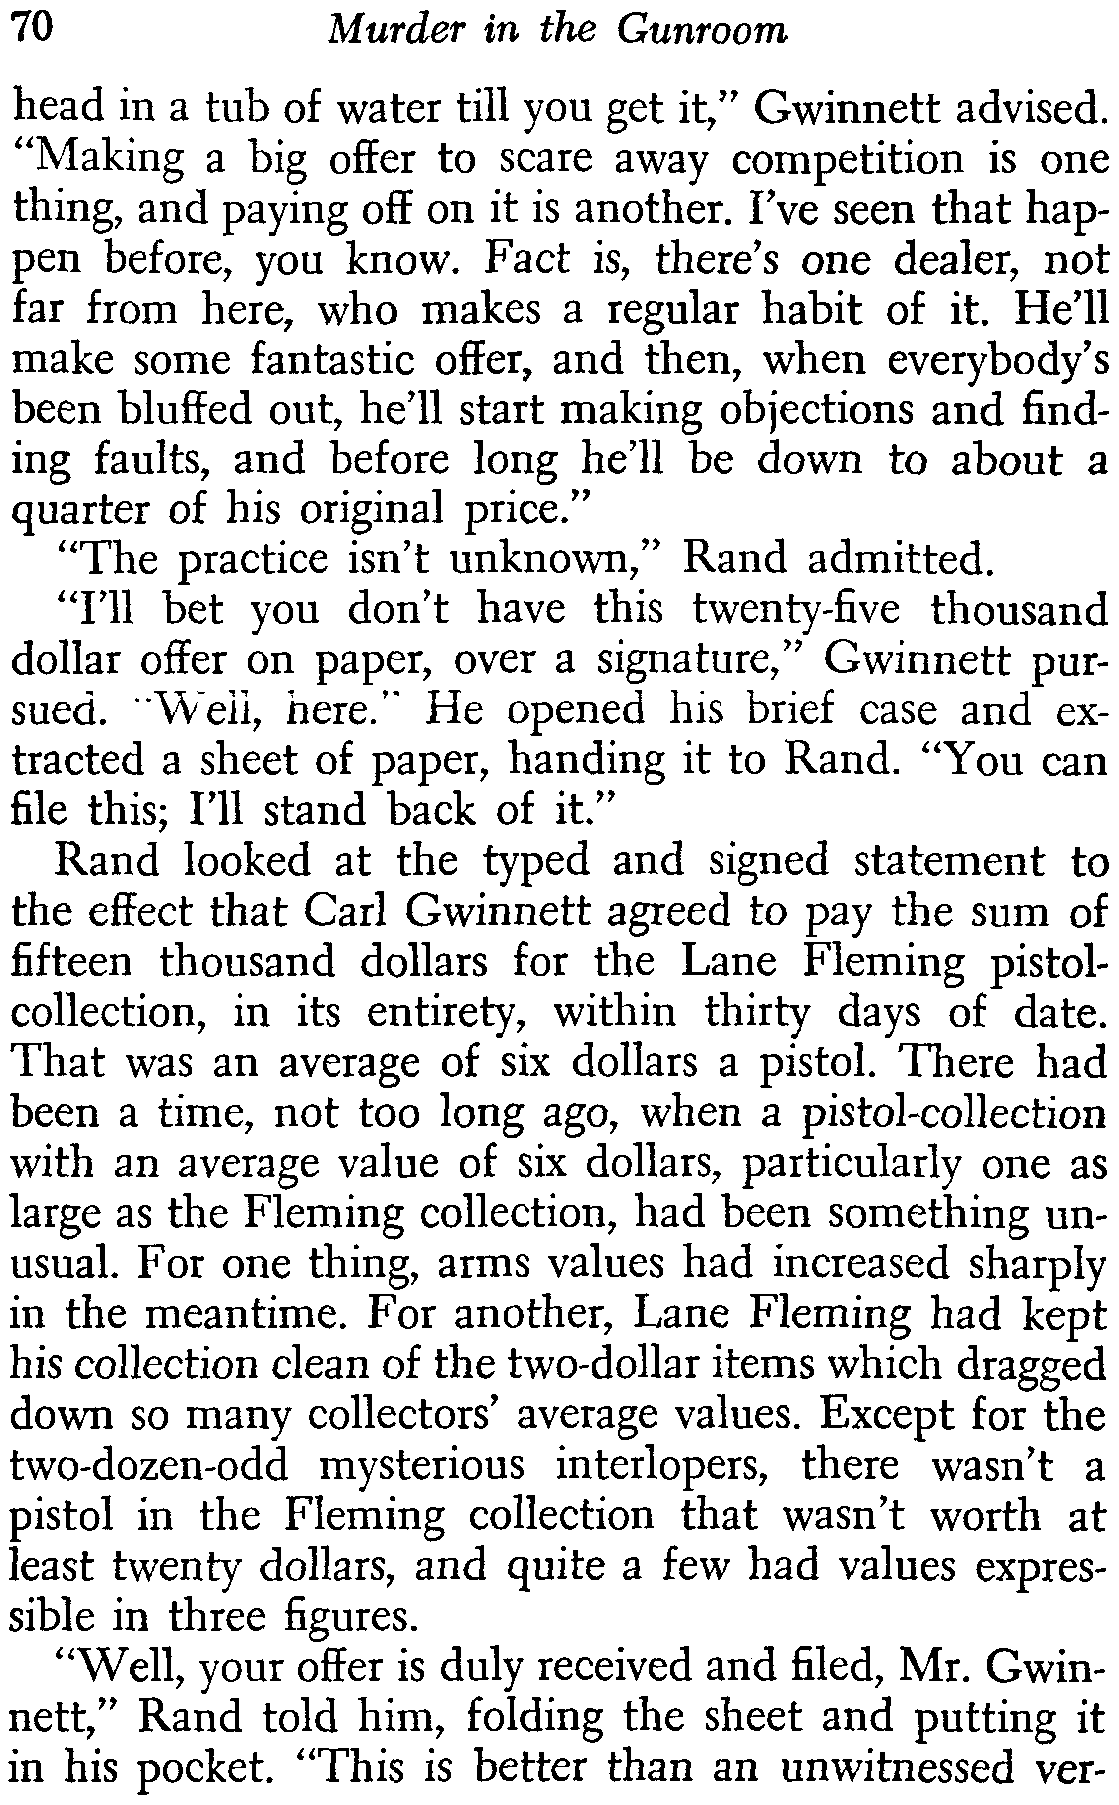 70 Murder in the Gunroom
head in a tub of water till you get it,” Gwinnett advised.
“Making a big offer to scare away competition is one
thing, and paying off on it is another. I’ve seen that hap-
pen before, you know. Fact is, there’s one dealer, not
far from here, who makes a regular habit of it. He’ll
make some fantastic offer, and then, when everybody’s
been bluffed out, he’ll start making objections and find-
ing faults, and before long he’ll be down to about a
quarter of his original price.”
“The practice isn’t unknown,” Rand admitted.
“I’ll bet you don’t have this twenty-five thousand
dollar offer on paper, over a signature,” Gwinnett pur-
sued. “Well, here.” He opened his brief case and ex-
tracted a sheet of paper, handing it to Rand. “You can
file this; I’ll stand back of it.”
Rand looked at the typed and signed statement to
the effect that Carl Gwinnett agreed to pay the sum of
fifteen thousand dollars for the Lane Fleming pistol-
collection, in its entirety, within thirty days of date.
That was an average of six dollars a pistol. There had
been a time, not too long ago, when a pistol-collection
with an average value of six dollars, particularly one as
large as the Fleming collection, had been something un-
usual. For one thing, arms values had increased sharply
in the meantime. For another, Lane Fleming had kept
his collection clean of the two-dollar items which dragged
down so many collectors’ average values. Except for the
two-dozen-odd mysterious interlopers, there wasn’t a
pistol in the Fleming collection that wasn’t worth at
least twenty dollars, and quite a few had values expres-
sible in three figures.
“Well, your offer is duly received and filed, Mr. Gwin-
nett,” Rand told him, folding the sheet and putting it
in his pocket. “This is better than an unwitnessed ver-